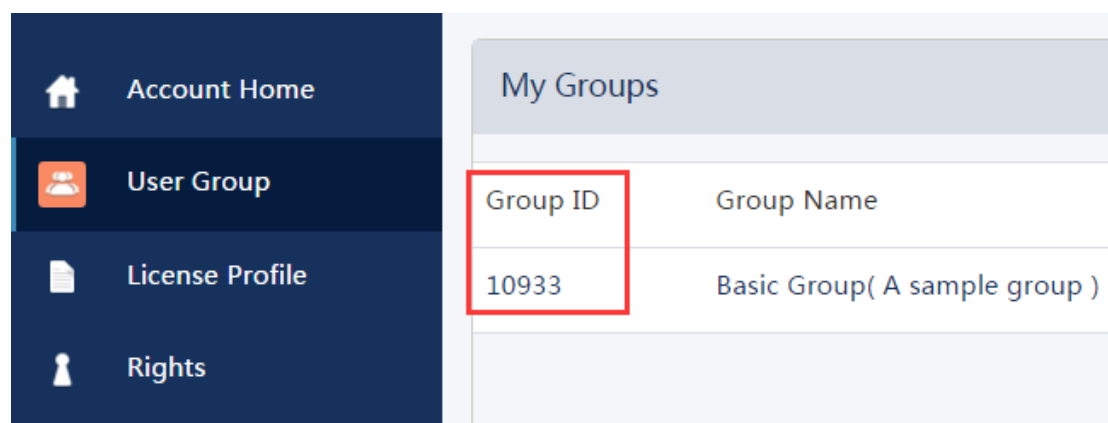 Account Home
User Group
License Profile
Rights
My Groups
Group ID Group Name
10933 Basic Group( A sample group )